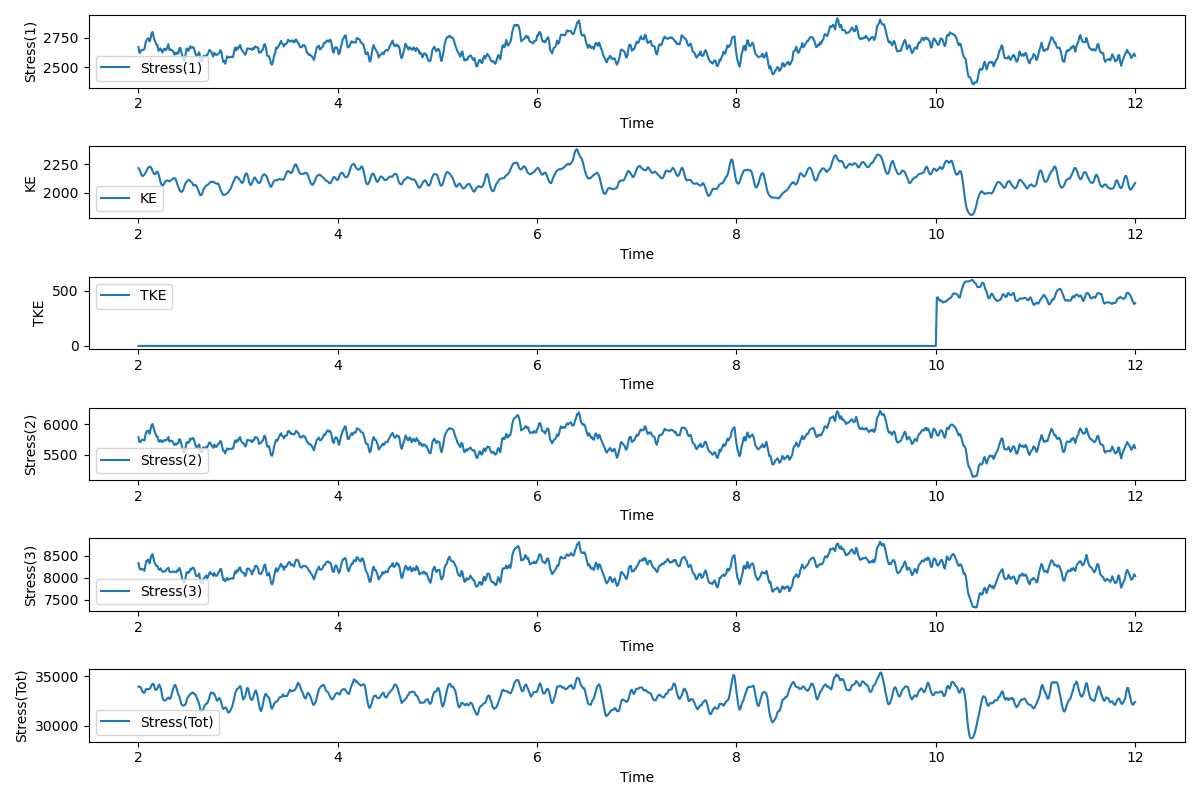 Stress(1)
2750
2500
Stress(1)
2 4 6 8 10 12
Time
KE
2250
2000
KE
2 4 6 8 10 12
Time
TKE
500
0
TKE
2 4 6 8 10 12
Time
Stress(2)
6000
5500
Stress(2)
2 4 6 8 10 12
Time
Stress(3)
8500
8000
7500
Stress(3)
2 4 6 8 10 12
Time
Stress(Tot)
35000
30000
Stress(Tot)
2 4 6 8 10 12
Time